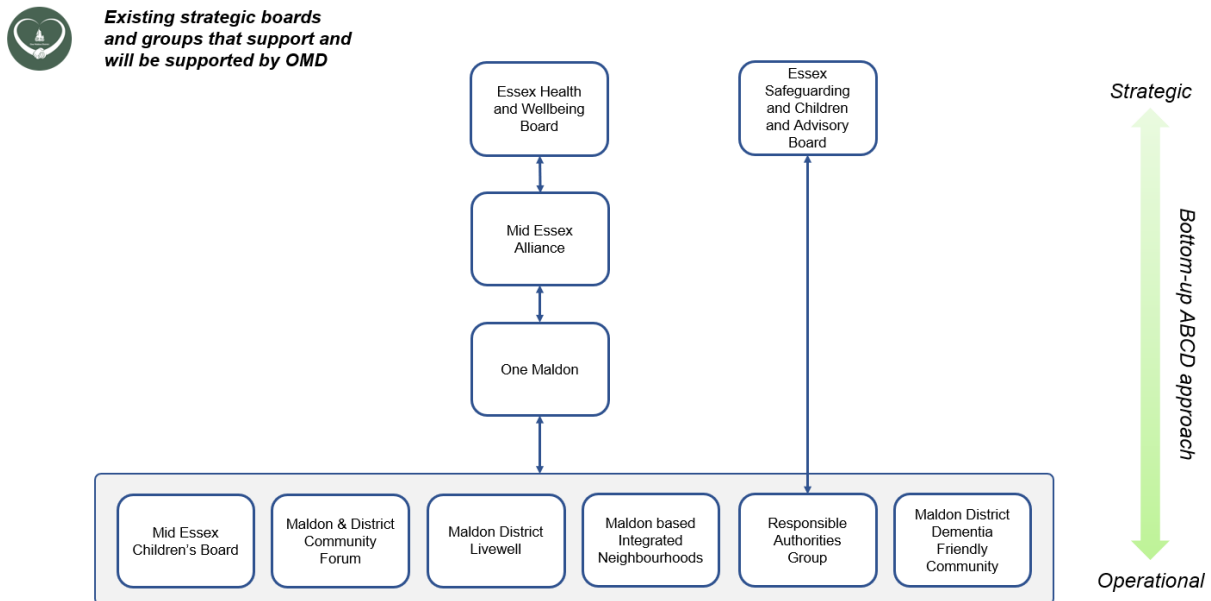 Existing strategic boards
and groups that support and
will be supported by OMD
Essex Health
and Wellbeing
Board
Essex
Safeguarding
and Children
and Advisory
Board
Strategic
Mid Essex
Alliance
Bottom-up ABCD approach
One Maldon
Mid Essex
Children's Board
Maldon & District
Community
Forum
Maldon District
Livewell
Maldon based
Integrated
Neighbourhoods
Responsible
Authorities
Group
Maldon District
Dementia
Friendly
Community
Operational